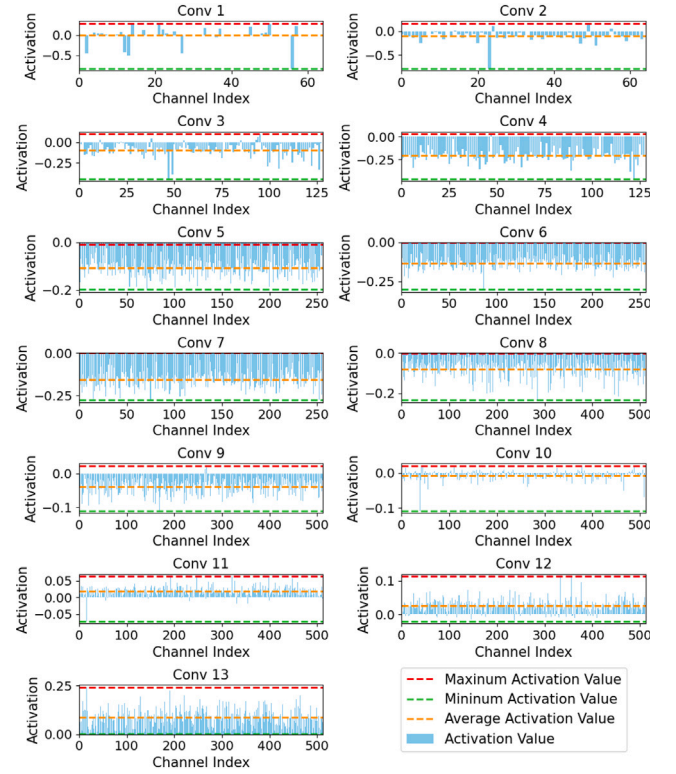 Conv 1
Activation
0.0
−0.5
0 20 40 60
Channel Index
Conv 2
Activation
0.0
−0.5
0 20 40 60
Channel Index
Conv 3
Activation
0.00
−0.25
0 25 50 75 100 125
Channel Index
Conv 4
Activation
0.00
−0.25
0 25 50 75 100 125
Channel Index
Conv 5
Activation
0.0
−0.2
0 50 100 150 200 250
Channel Index
Conv 6
Activation
0.00
−0.25
0 50 100 150 200 250
Channel Index
Conv 7
Activation
0.00
−0.25
0 50 100 150 200 250
Channel Index
Conv 8
Activation
0.0
−0.2
0 100 200 300 400 500
Channel Index
Conv 9
Activation
0.0
−0.1
0 100 200 300 400 500
Channel Index
Conv 10
Activation
0.0
−0.1
0 100 200 300 400 500
Channel Index
Conv 11
Activation
0.05
0.00
−0.05
0 100 200 300 400 500
Channel Index
Conv 12
Activation
0.1
0.0
0 100 200 300 400 500
Channel Index
Conv 13
Activation
0.25
0.00
0 100 200 300 400 500
Channel Index
Maxinum Activation Value
Mininum Activation Value
Average Activation Value
Activation Value